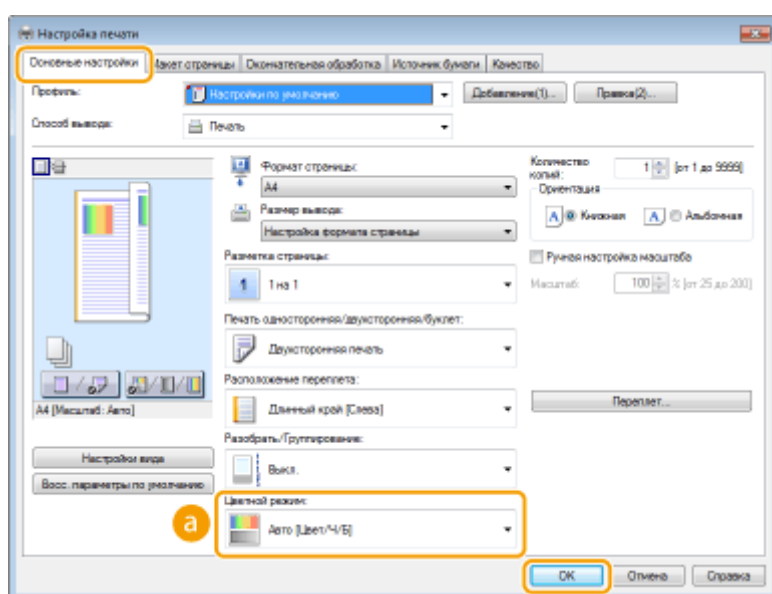 Настройка печати
Основные настройки Макет страницы Окончательная обработка Источник бумаги Качество
Профиль: Настройки по умолчанию Добавление(1)... Правка(2)...
Способ вывода: Печать
Формат страницы:
A4
Размер вывода:
Настройка формата страницы
Количество копий: 1 [от 1 до 9999]
Ориентация
A Книжная A Альбомная
Разметка страницы:
1 1 на 1
Ручная настройка масштаба
Масштаб: 100 % [от 25 до 200]
Печать односторонняя/двухсторонняя/буклет:
Двухсторонняя печать
Расположение переплета:
Длинный край [Слева]
Переплет...
A4 [Масштаб: Авто]
Разобрать/Группирование:
Выкл.
Настройки вида
Восс. параметры по умолчанию
Цветной режим:
a Авто [Цвет/Ч/Б]
OK Отмена Справка